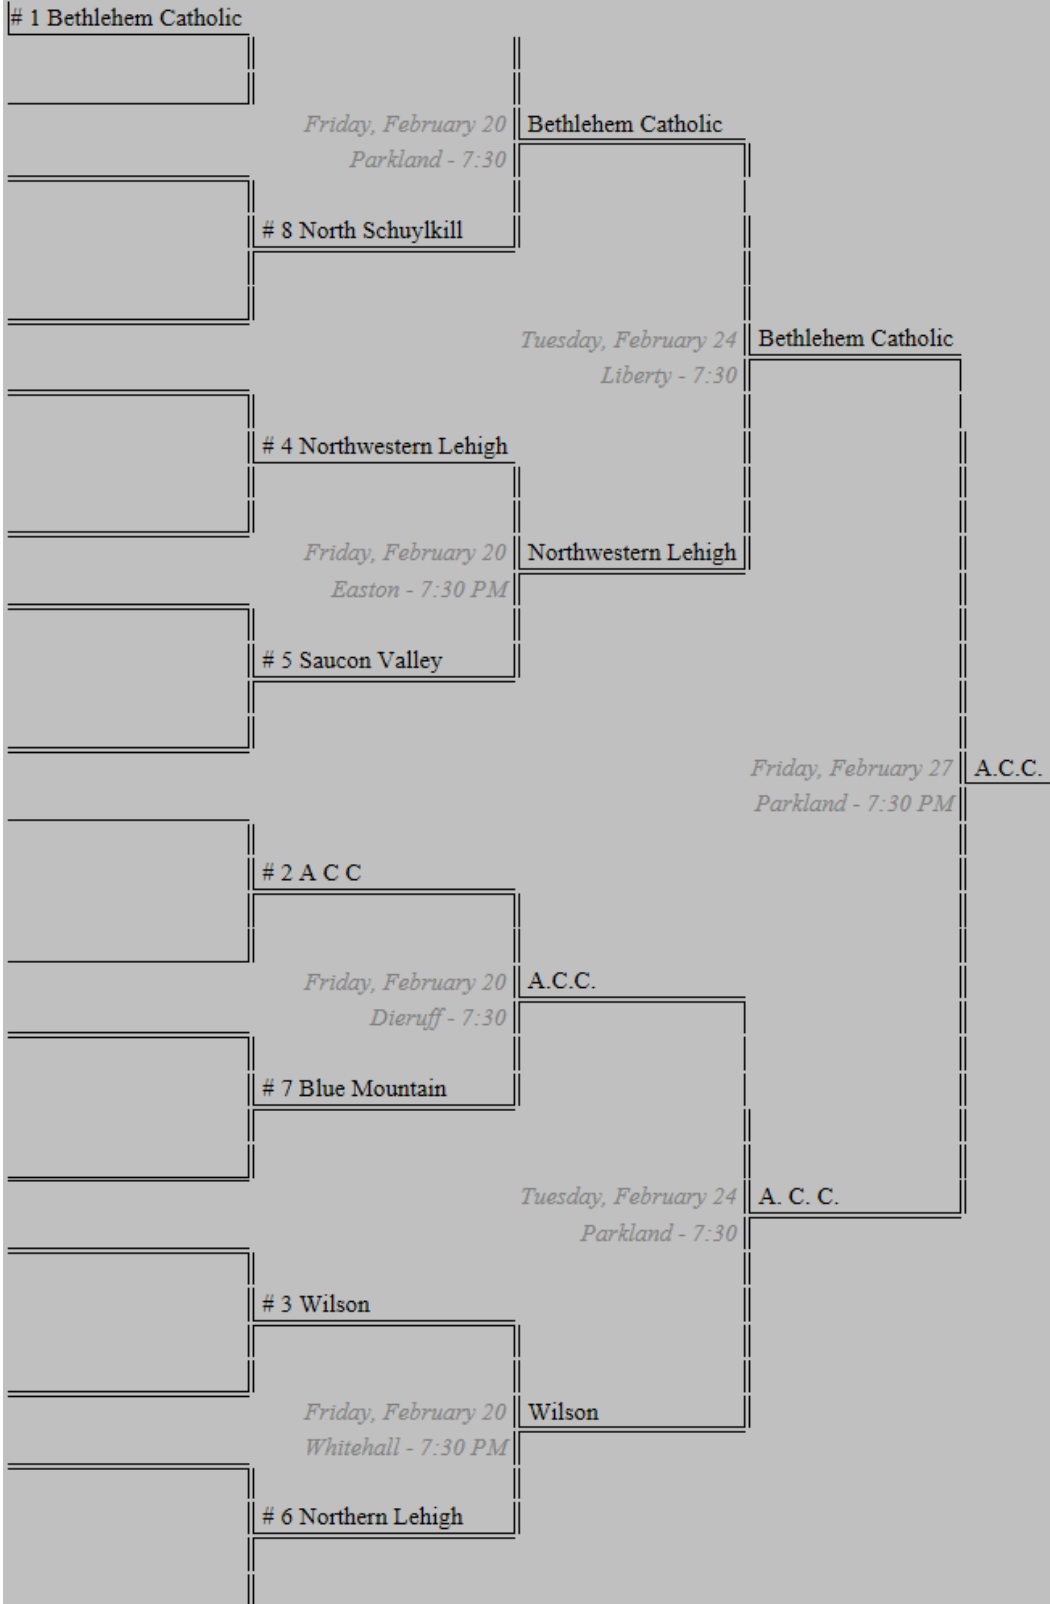 # 1 Bethlehem Catholic
Friday, February 20
Bethlehem Catholic
Parkland - 7:30
# 8 North Schuylkill
Tuesday, February 24
Bethlehem Catholic
Liberty - 7:30
# 4 Northwestern Lehigh
Friday, February 20
Northwestern Lehigh
Easton - 7:30 PM
# 5 Saucon Valley
Friday, February 27
A.C.C.
Parkland - 7:30 PM
# 2 A C C
Friday, February 20
A.C.C.
Dieruff - 7:30
# 7 Blue Mountain
Tuesday, February 24
A. C. C.
Parkland - 7:30
# 3 Wilson
Friday, February 20
Wilson
Whitehall - 7:30 PM
# 6 Northern Lehigh